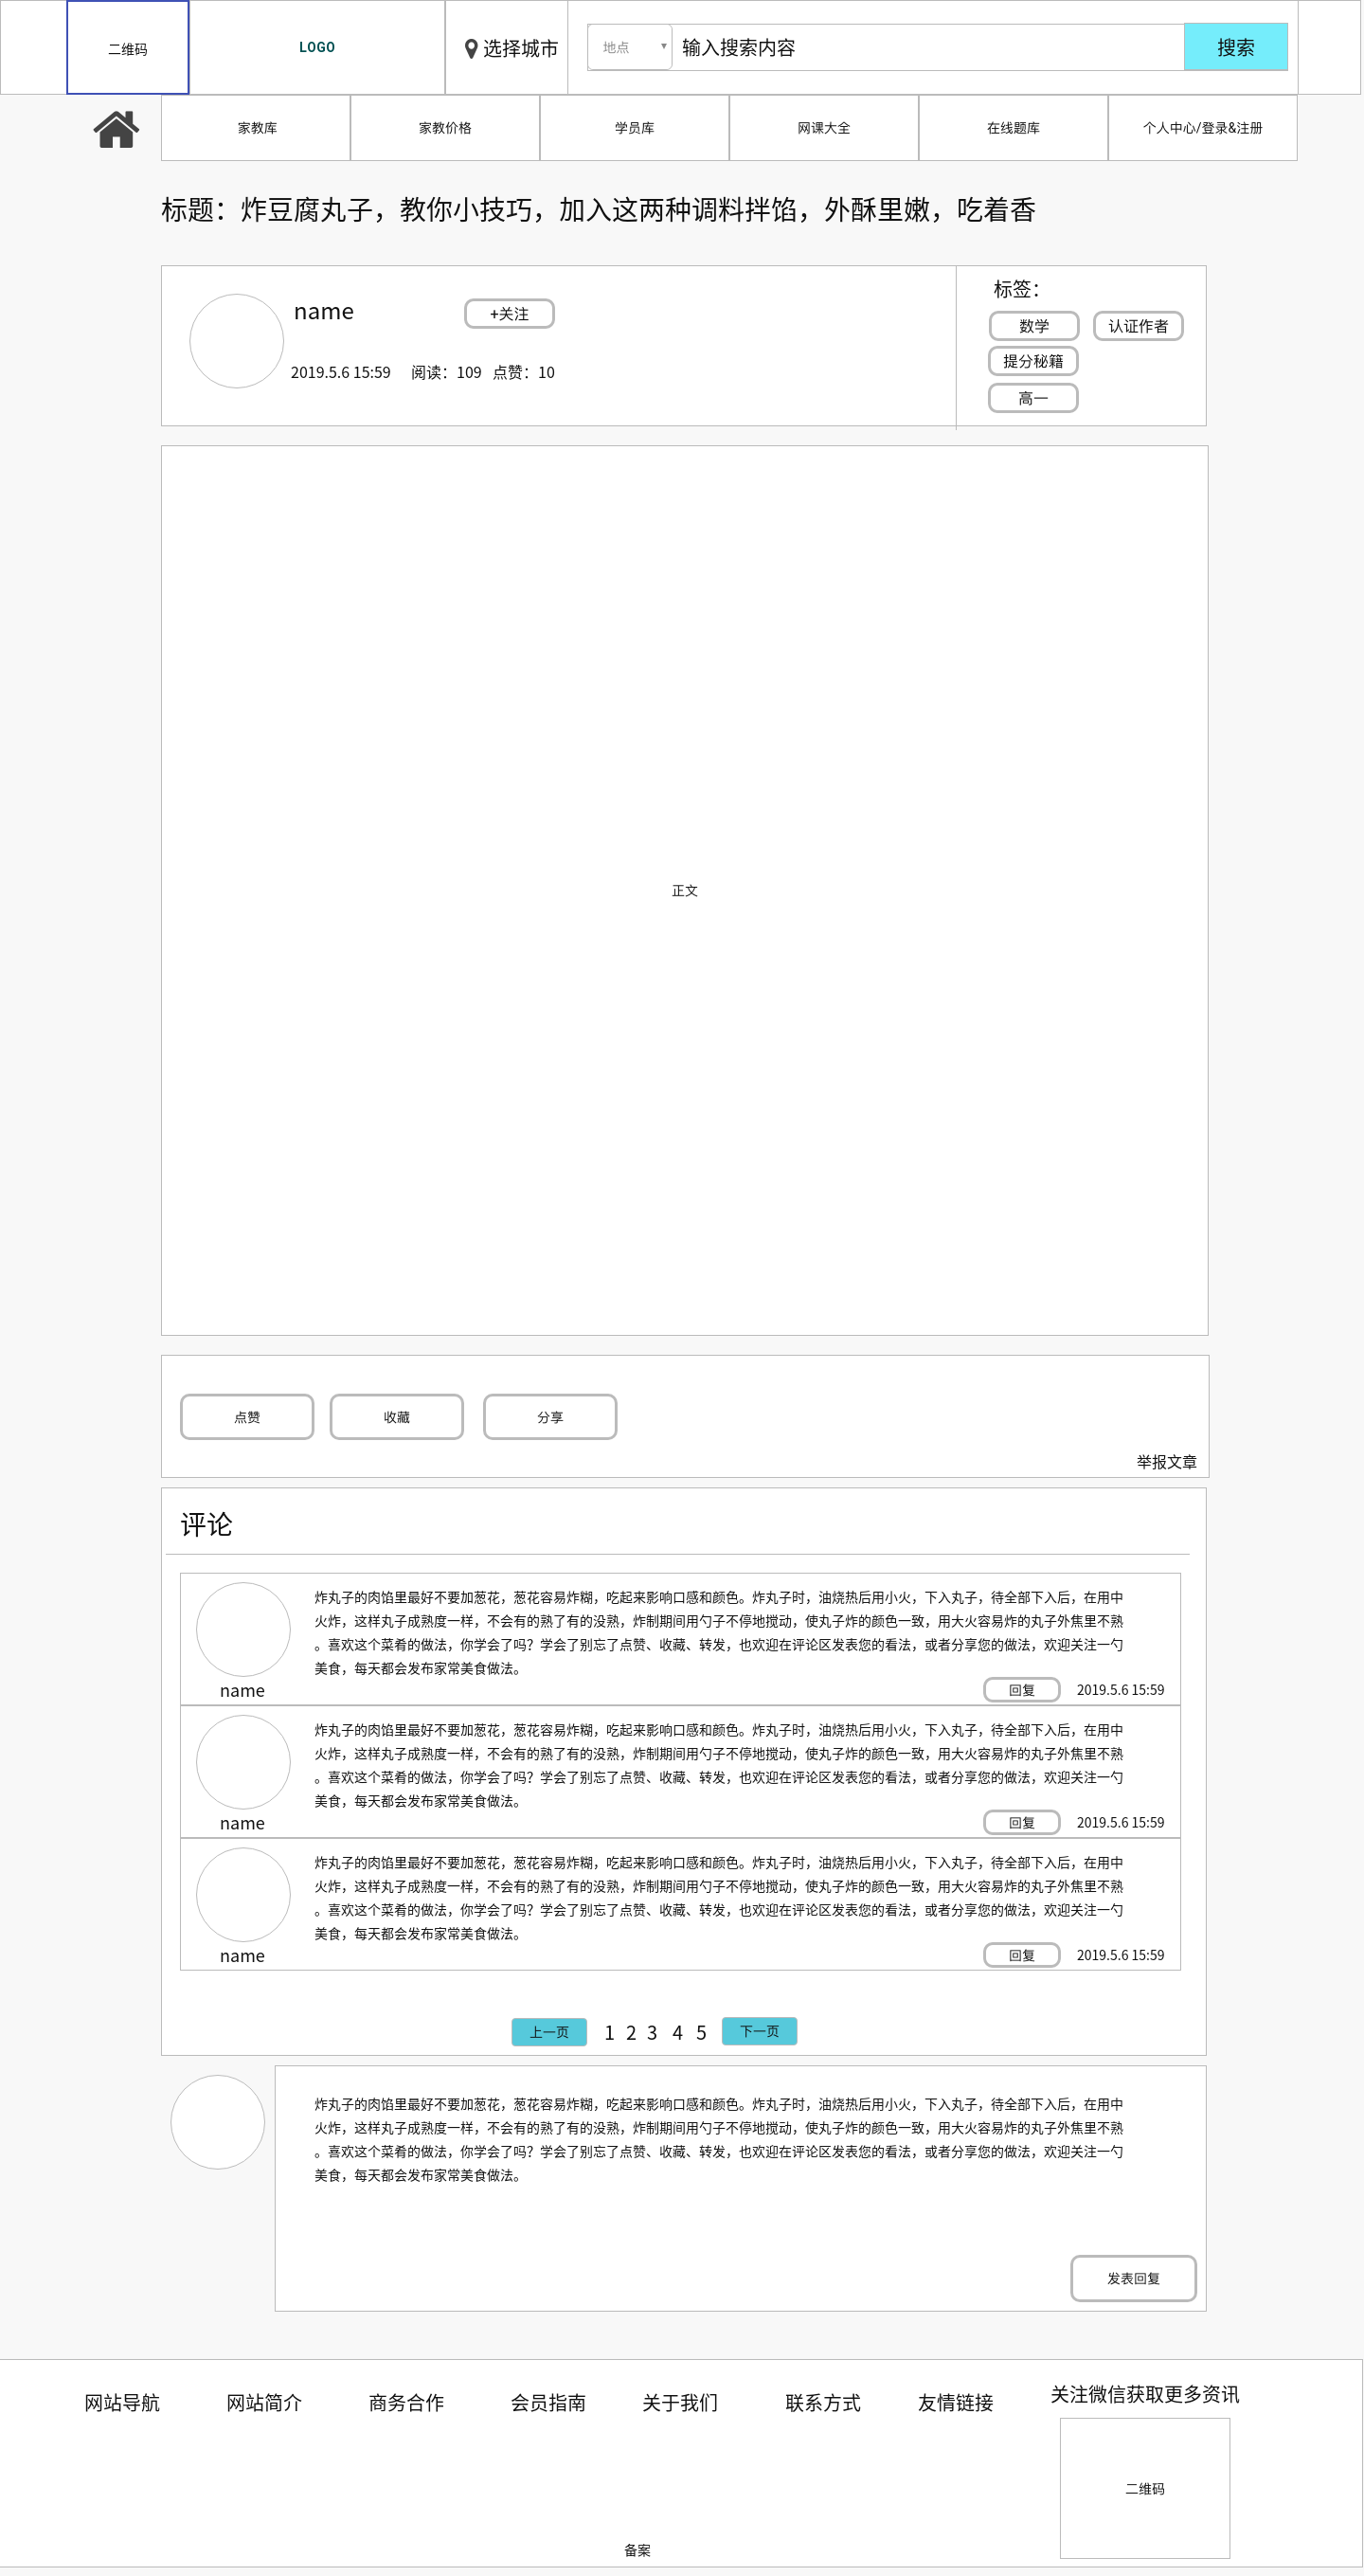 二维码
LOGO
选择城市
地点
输入搜索内容
搜索
家教库
家教价格
学员库
网课大全
在线题库
个人中心/登录&注册
标题：炸豆腐丸子，教你小技巧，加入这两种调料拌馅，外酥里嫩，吃着香
name
+关注
2019.5.6 15:59 阅读：109 点赞：10
标签：
数学
认证作者
提分秘籍
高一
正文
点赞
收藏
分享
举报文章
评论
炸丸子的肉馅里最好不要加葱花，葱花容易炸糊，吃起来影响口感和颜色。炸丸子时，油烧热后用小火，下入丸子，待全部下入后，在用中
火炸，这样丸子成熟度一样，不会有的熟了有的没熟，炸制期间用勺子不停地搅动，使丸子炸的颜色一致，用大火容易炸的丸子外焦里不熟
。喜欢这个菜肴的做法，你学会了吗？学会了别忘了点赞、收藏、转发，也欢迎在评论区发表您的看法，或者分享您的做法，欢迎关注一勺
美食，每天都会发布家常美食做法。
name
回复
2019.5.6 15:59
炸丸子的肉馅里最好不要加葱花，葱花容易炸糊，吃起来影响口感和颜色。炸丸子时，油烧热后用小火，下入丸子，待全部下入后，在用中
火炸，这样丸子成熟度一样，不会有的熟了有的没熟，炸制期间用勺子不停地搅动，使丸子炸的颜色一致，用大火容易炸的丸子外焦里不熟
。喜欢这个菜肴的做法，你学会了吗？学会了别忘了点赞、收藏、转发，也欢迎在评论区发表您的看法，或者分享您的做法，欢迎关注一勺
美食，每天都会发布家常美食做法。
name
回复
2019.5.6 15:59
炸丸子的肉馅里最好不要加葱花，葱花容易炸糊，吃起来影响口感和颜色。炸丸子时，油烧热后用小火，下入丸子，待全部下入后，在用中
火炸，这样丸子成熟度一样，不会有的熟了有的没熟，炸制期间用勺子不停地搅动，使丸子炸的颜色一致，用大火容易炸的丸子外焦里不熟
。喜欢这个菜肴的做法，你学会了吗？学会了别忘了点赞、收藏、转发，也欢迎在评论区发表您的看法，或者分享您的做法，欢迎关注一勺
美食，每天都会发布家常美食做法。
name
回复
2019.5.6 15:59
上一页
1 2 3 4 5
下一页
炸丸子的肉馅里最好不要加葱花，葱花容易炸糊，吃起来影响口感和颜色。炸丸子时，油烧热后用小火，下入丸子，待全部下入后，在用中
火炸，这样丸子成熟度一样，不会有的熟了有的没熟，炸制期间用勺子不停地搅动，使丸子炸的颜色一致，用大火容易炸的丸子外焦里不熟
。喜欢这个菜肴的做法，你学会了吗？学会了别忘了点赞、收藏、转发，也欢迎在评论区发表您的看法，或者分享您的做法，欢迎关注一勺
美食，每天都会发布家常美食做法。
发表回复
网站导航
网站简介
商务合作
会员指南
关于我们
联系方式
友情链接
关注微信获取更多资讯
二维码
备案